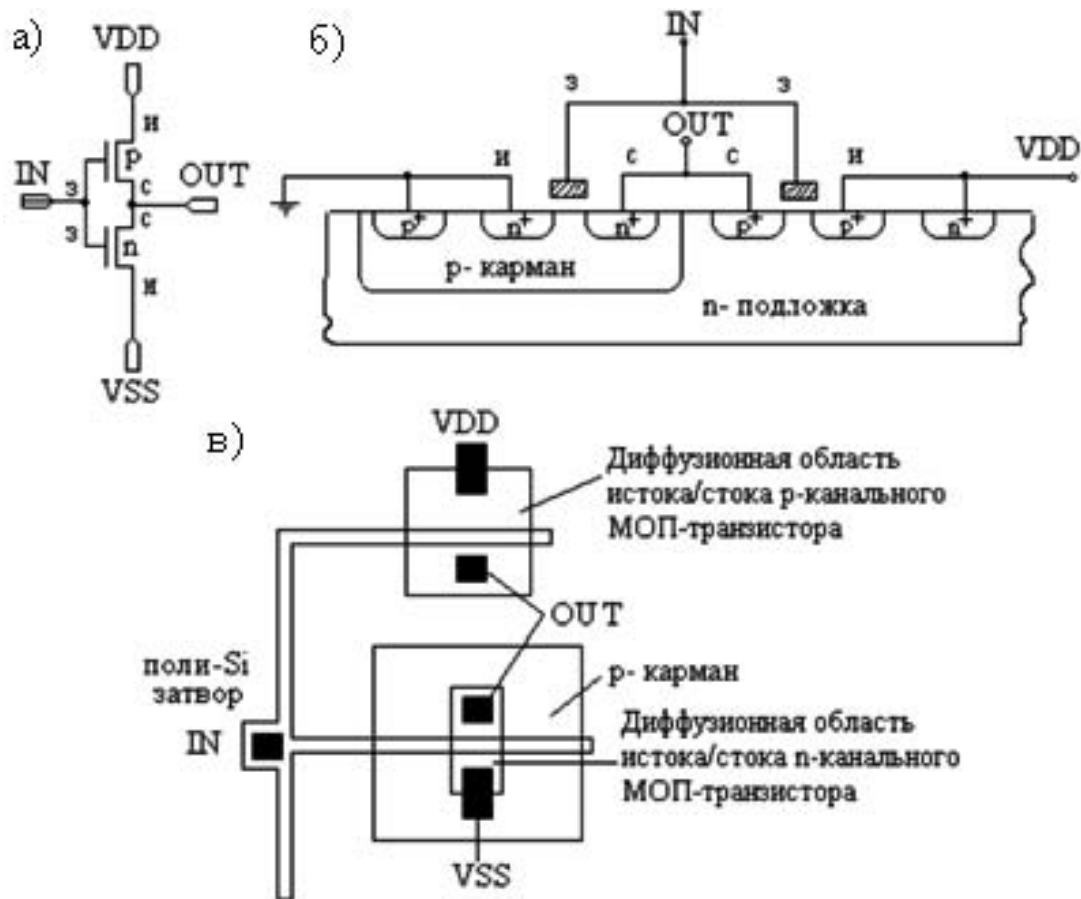 а)
VDD
и
p
IN
з
с
OUT
с
з
n
и
VSS
б)
IN
з
з
OUT
и
с
с
и
VDD
p+
n+
n+
p+
p+
n+
p- карман
n- подложка
в)
VDD
Диффузионная область
истока/стока p-канального
МОП-транзистора
OUT
поли-Si
затвор
p- карман
IN
Диффузионная область
истока/стока n-канального
МОП-транзистора
VSS